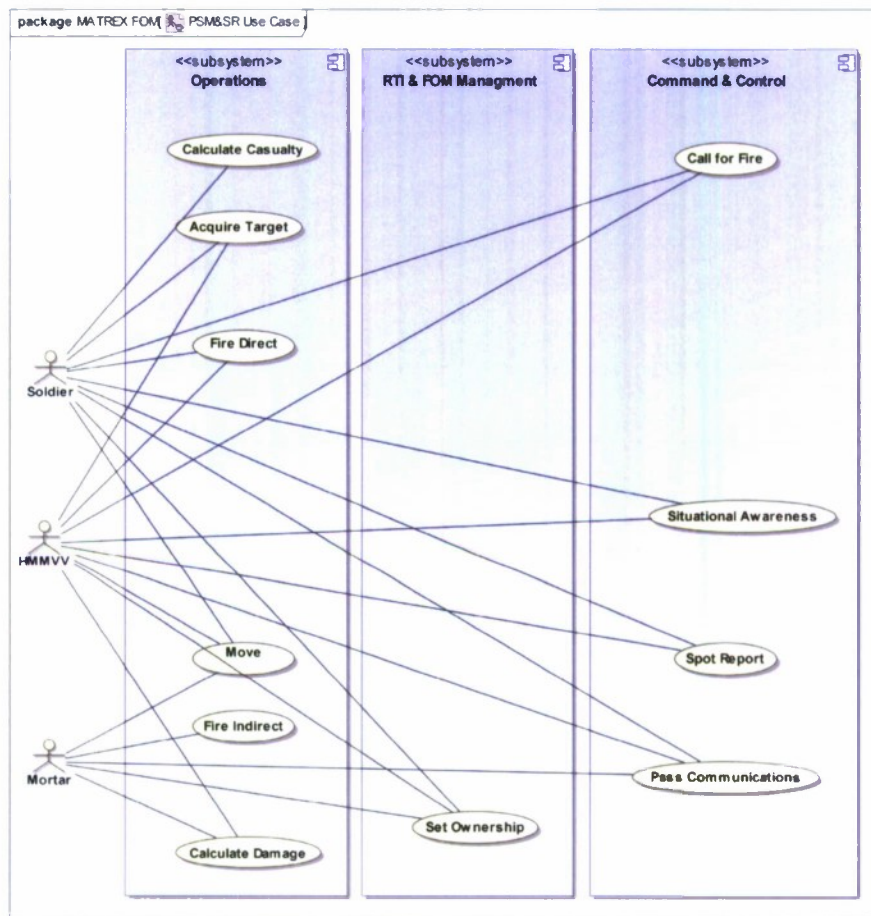 package MATREX FOM[ PSM&SR Use Case ]
<<subsystem>>
Operations
<<subsystem>>
RTI & FOM Managment
<<subsystem>>
Command & Control
Calculate Casualty
Call for Fire
Acquire Target
Fire Direct
Soldier
Situational Awareness
HMMVV
Move
Spot Report
Fire Indirect
Mortar
Pass Communications
Set Ownership
Calculate Damage